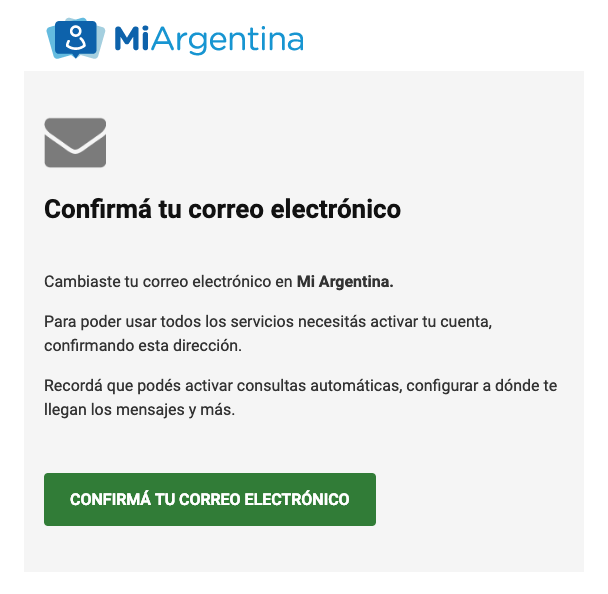 MiArgentina
Confirmá tu correo electrónico
Cambiaste tu correo electrónico en Mi Argentina.
Para poder usar todos los servicios necesitás activar tu cuenta,
confirmando esta dirección.
Recordá que podés activar consultas automáticas, configurar a dónde te
llegan los mensajes y más.
CONFIRMÁ TU CORREO ELECTRÓNICO